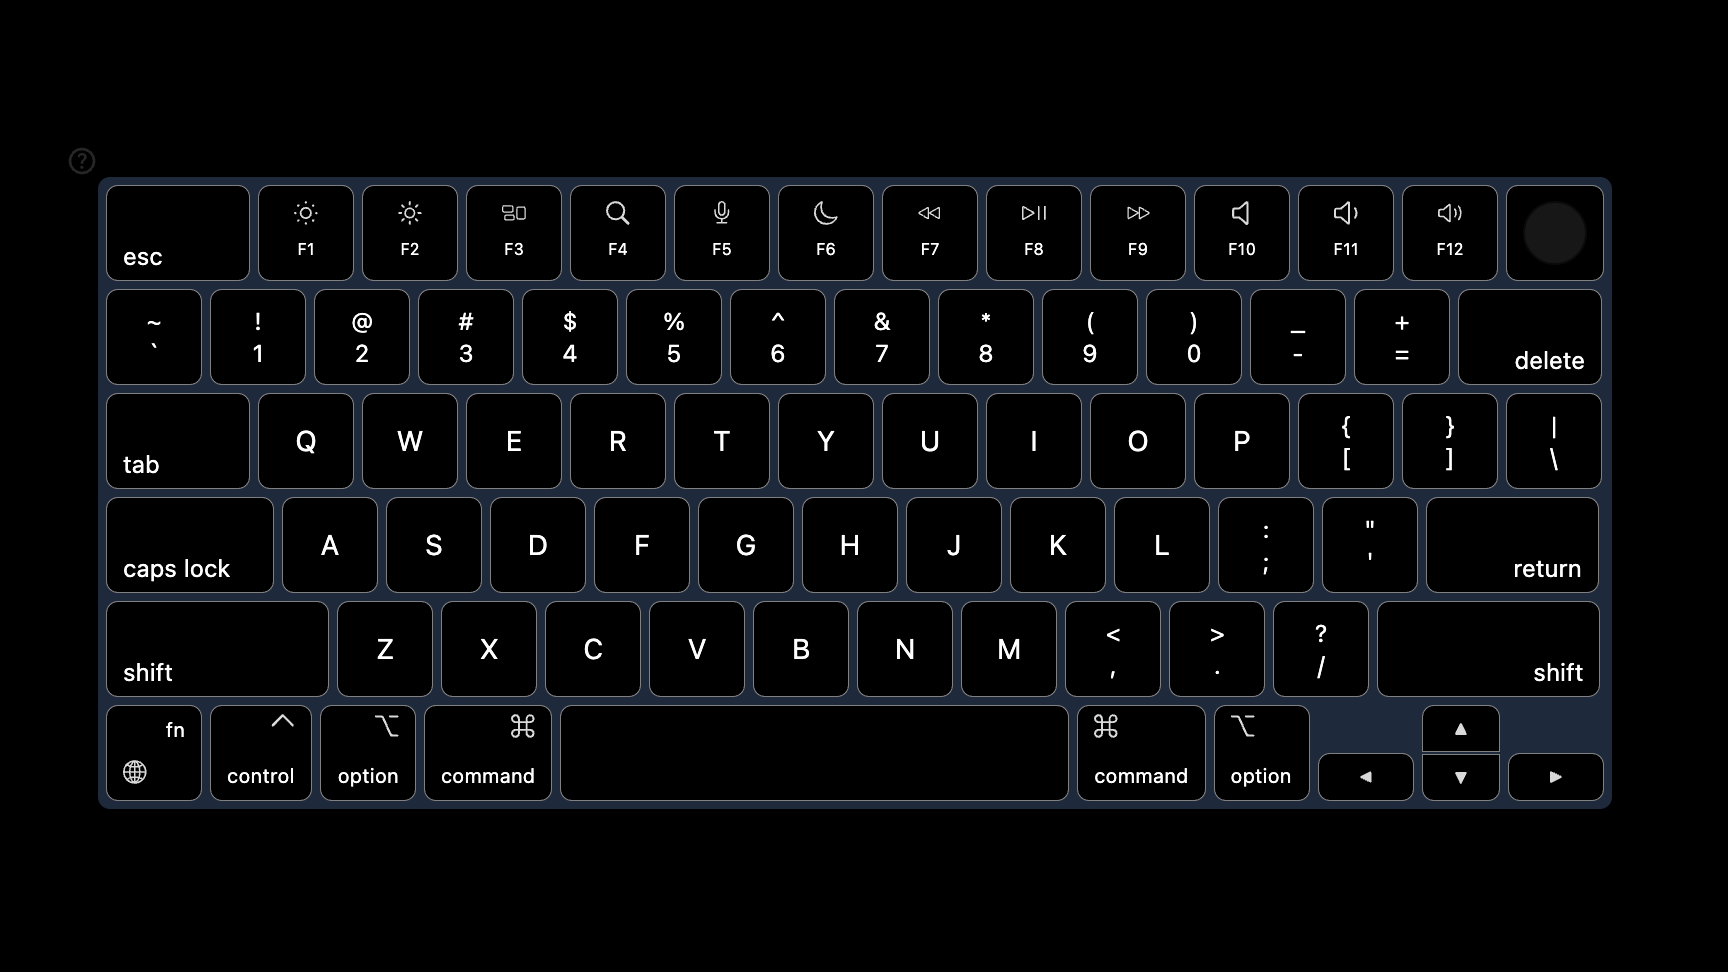 ?
esc F1 F2 F3 F4 F5 F6 F7 F8 F9 F10 F11 F12
~ ! @ # $ % ^ & * ( ) _ +
` 1 2 3 4 5 6 7 8 9 0 - = delete
tab Q W E R T Y U I O P { } |
[ ] \
caps lock A S D F G H J K L : "
; ' return
shift Z X C V B N M < > ?
, . / shift
fn ⌃ ⌥ ⌘ ⌘ ⌥ ▲
control option command command option ◀ ▼ ▶